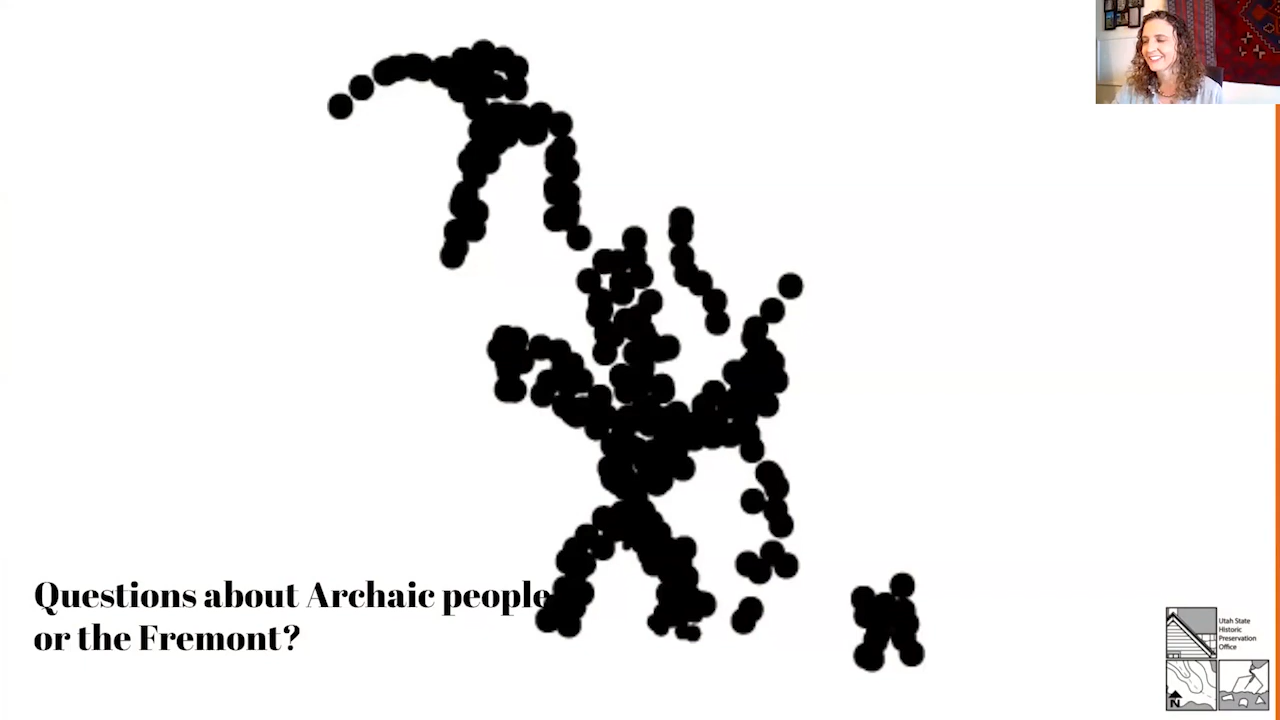 Questions about Archaic people
or the Fremont?
Utah State
Historic
Preservation
Office
N